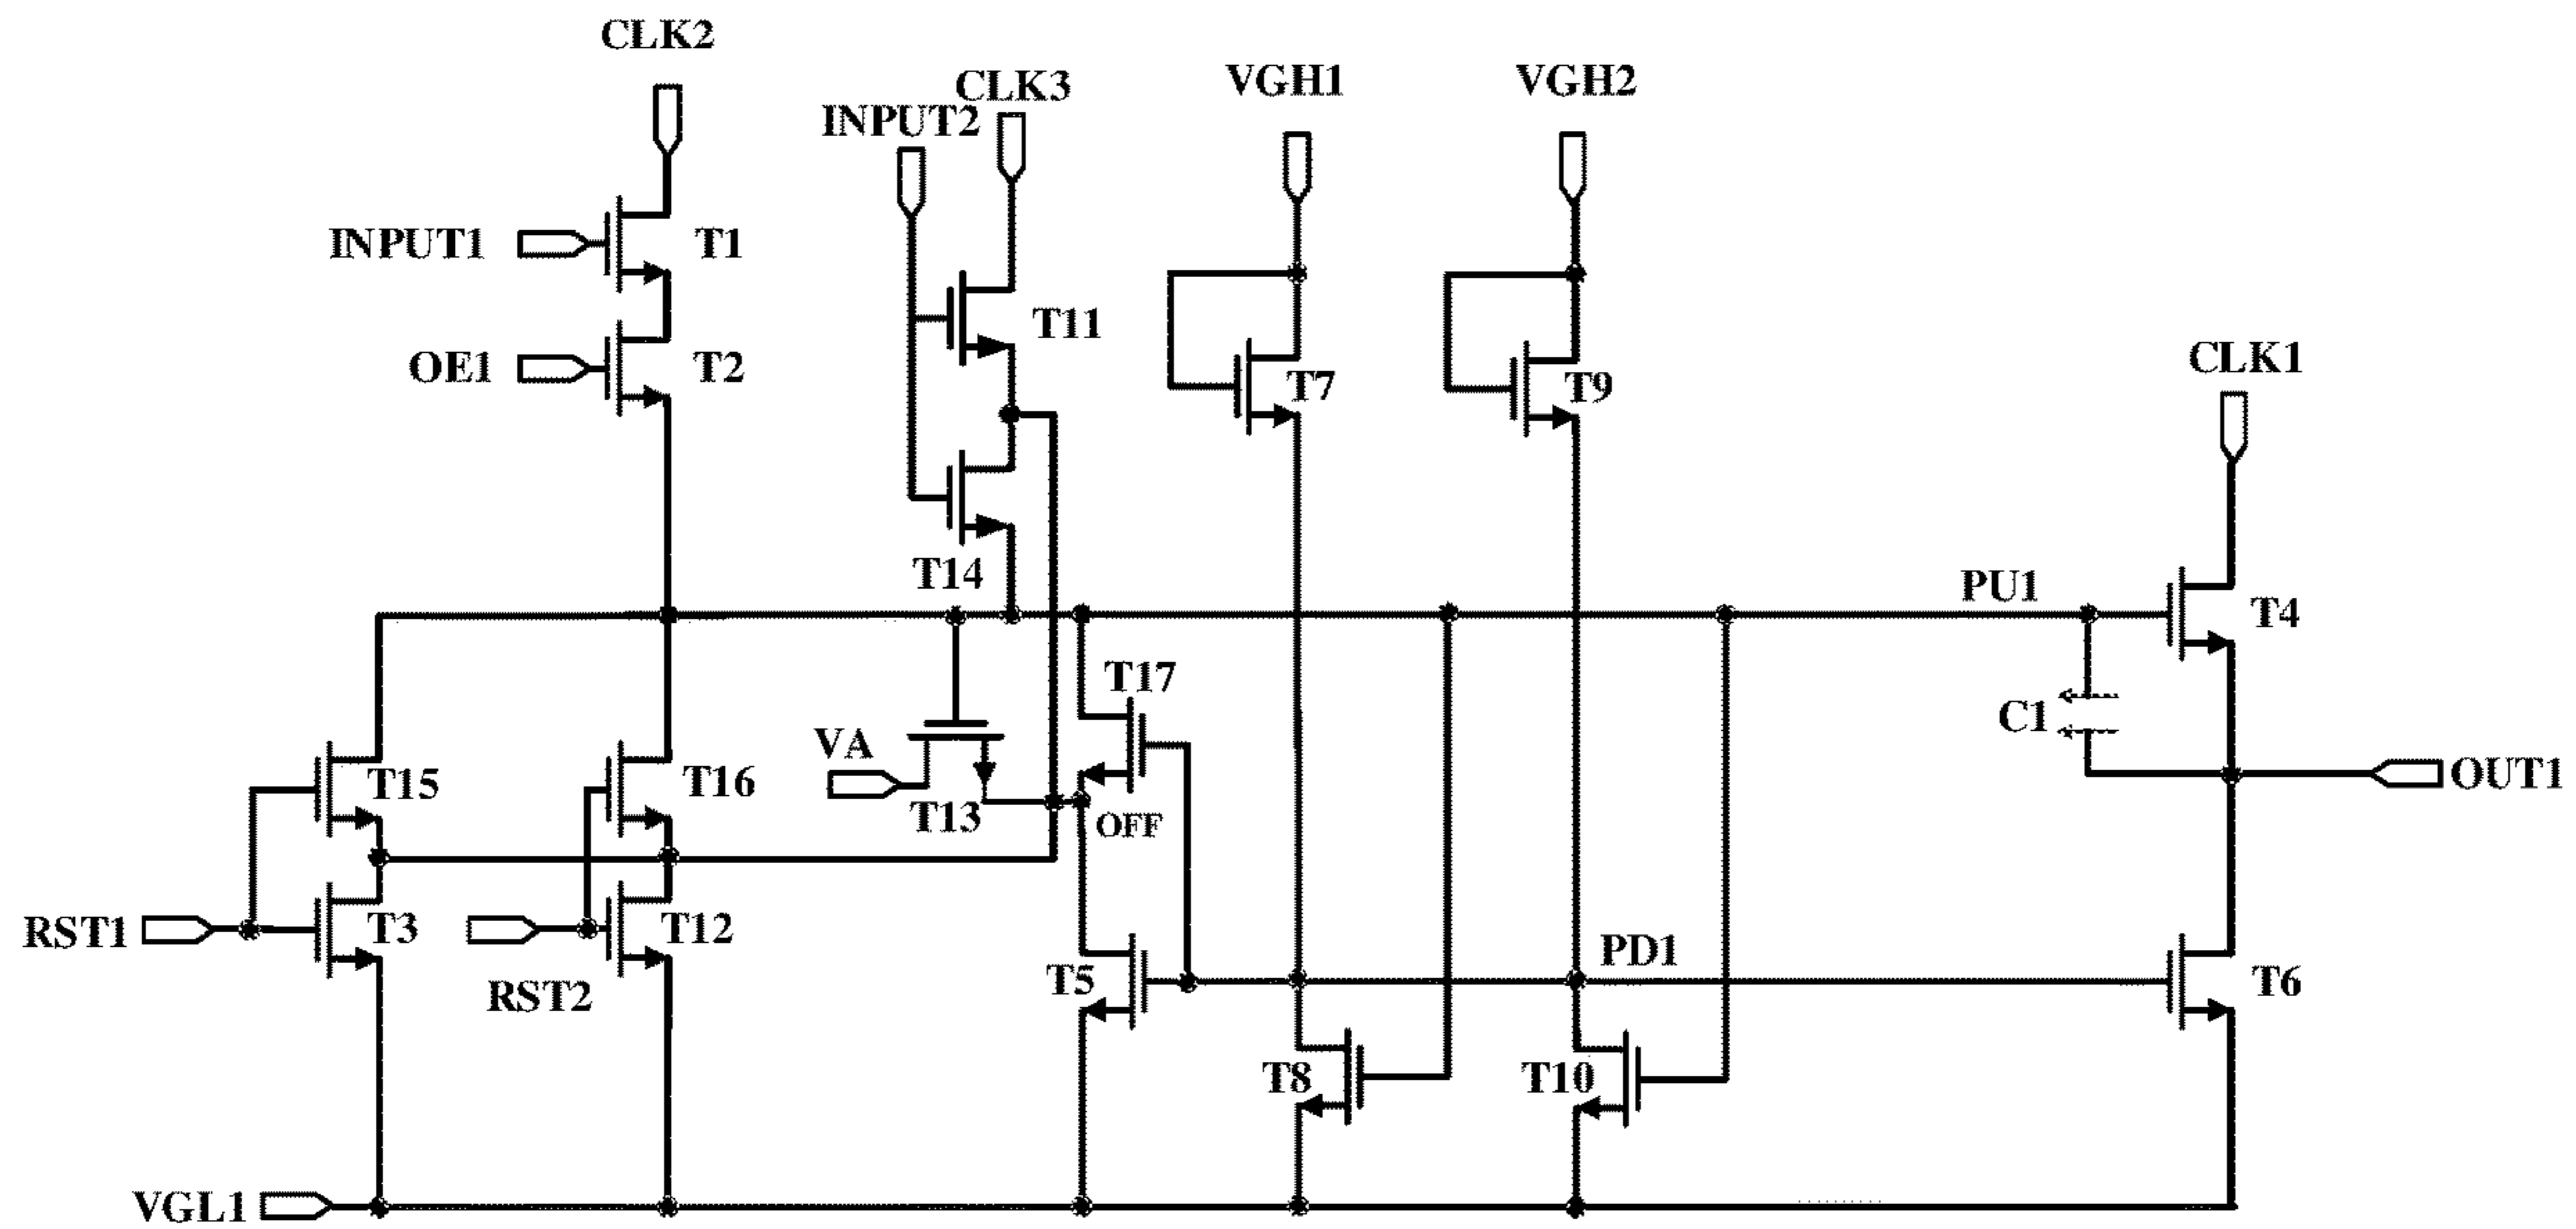 CLK2
CLK3
VGH1
VGH2
INPUT2
INPUT1
T1
T11
OE1
T2
T7
T9
CLK1
T14
PU1
T4
T17
C1
VA
T15
T16
T13
OFF
OUT1
RST1
T3
T12
PD1
RST2
T5
T6
T8
T10
VGL1